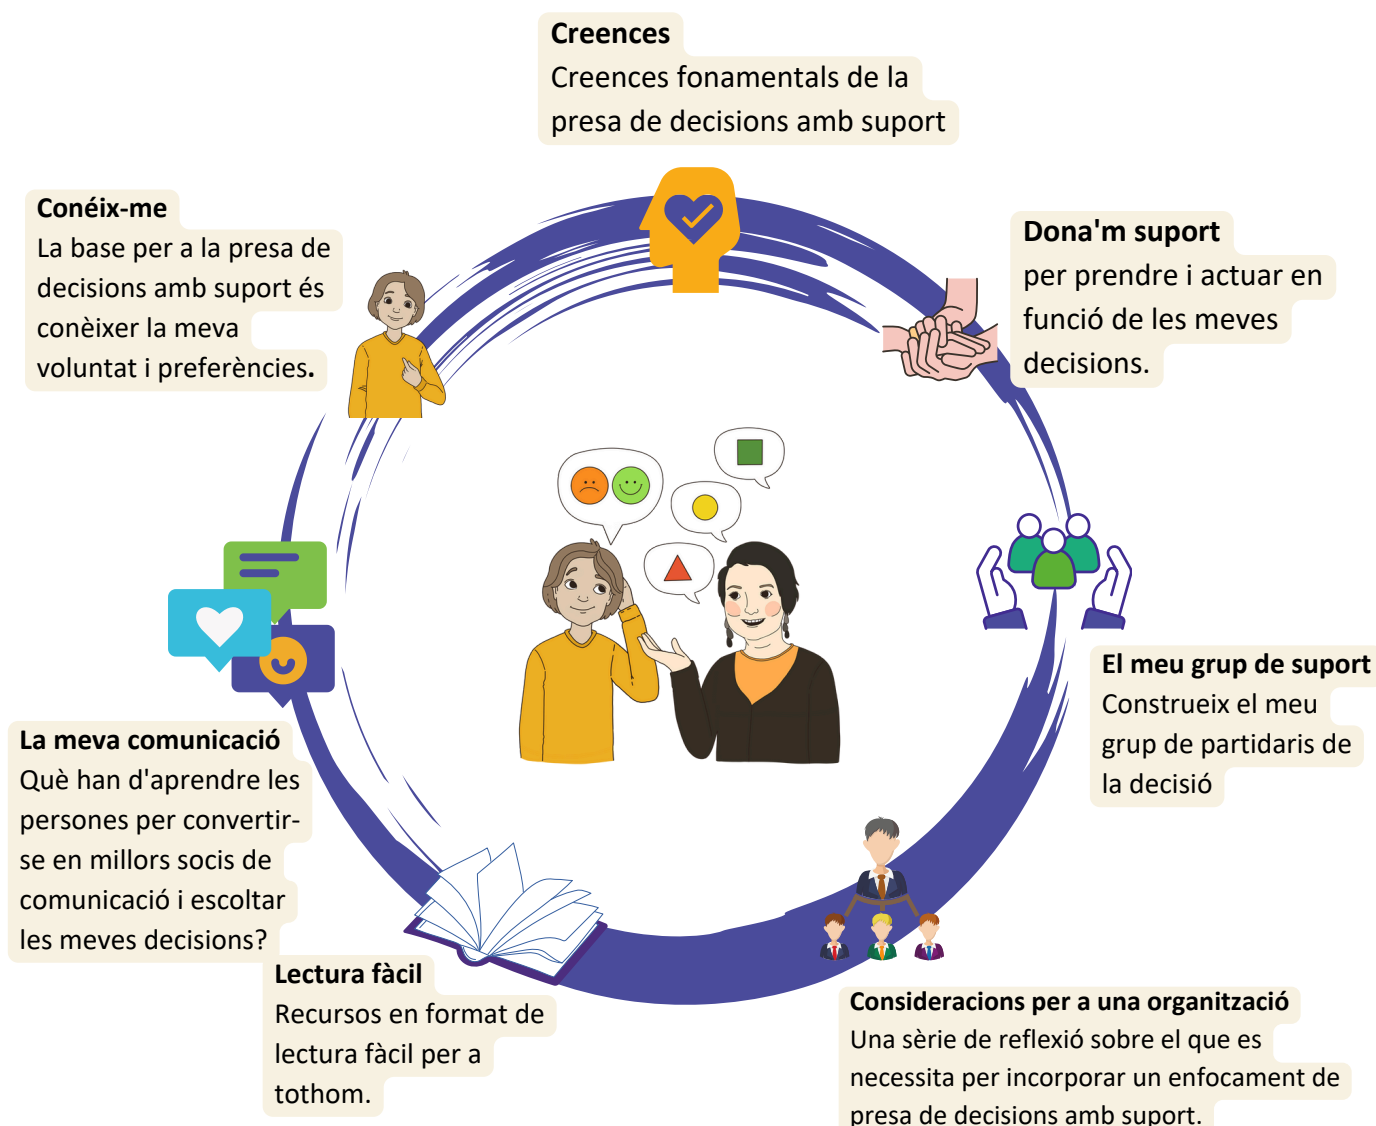 Creences
Creences fonamentals de la
presa de decisions amb suport
Conéix-me
La base per a la presa de
decisions amb suport és
conèixer la meva
voluntat i preferències.
Dona'm suport
per prendre i actuar en
funció de les meves
decisions.
El meu grup de suport
Construeix el meu
grup de partidaris de
la decisió
La meva comunicació
Què han d'aprendre les
persones per convertir-
se en millors socis de
comunicació i escoltar
les meves decisions?
Lectura fàcil
Recursos en format de
lectura fàcil per a
tothom.
Consideracions per a una organització
Una sèrie de reflexió sobre el que es
necessita per incorporar un enfocament de
presa de decisions amb suport.